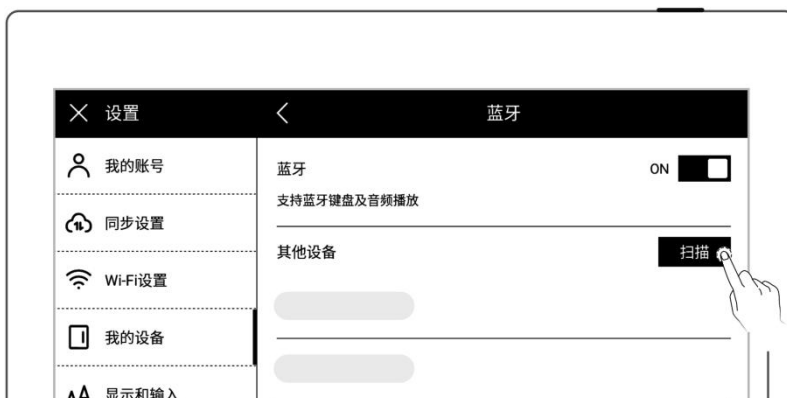 设置
蓝牙
我的账号
同步设置
Wi-Fi设置
我的设备
显示和输入
蓝牙
ON
支持蓝牙键盘及音频播放
其他设备
扫描